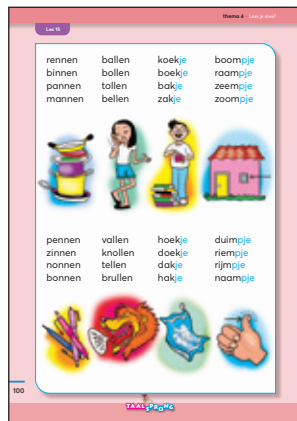 thema 4 - Lees je mee?
Les 15
rennen ballen koekje boompje
binnen bollen boekje raampje
pannen tollen bakje zeempje
mannen bellen zakje zoompje
pennen vallen hoekje duimpje
zinnen knollen doekje riempje
nonnen tellen dakje rijmpje
bonnen brullen hakje naampje
100
TAALSPRONG